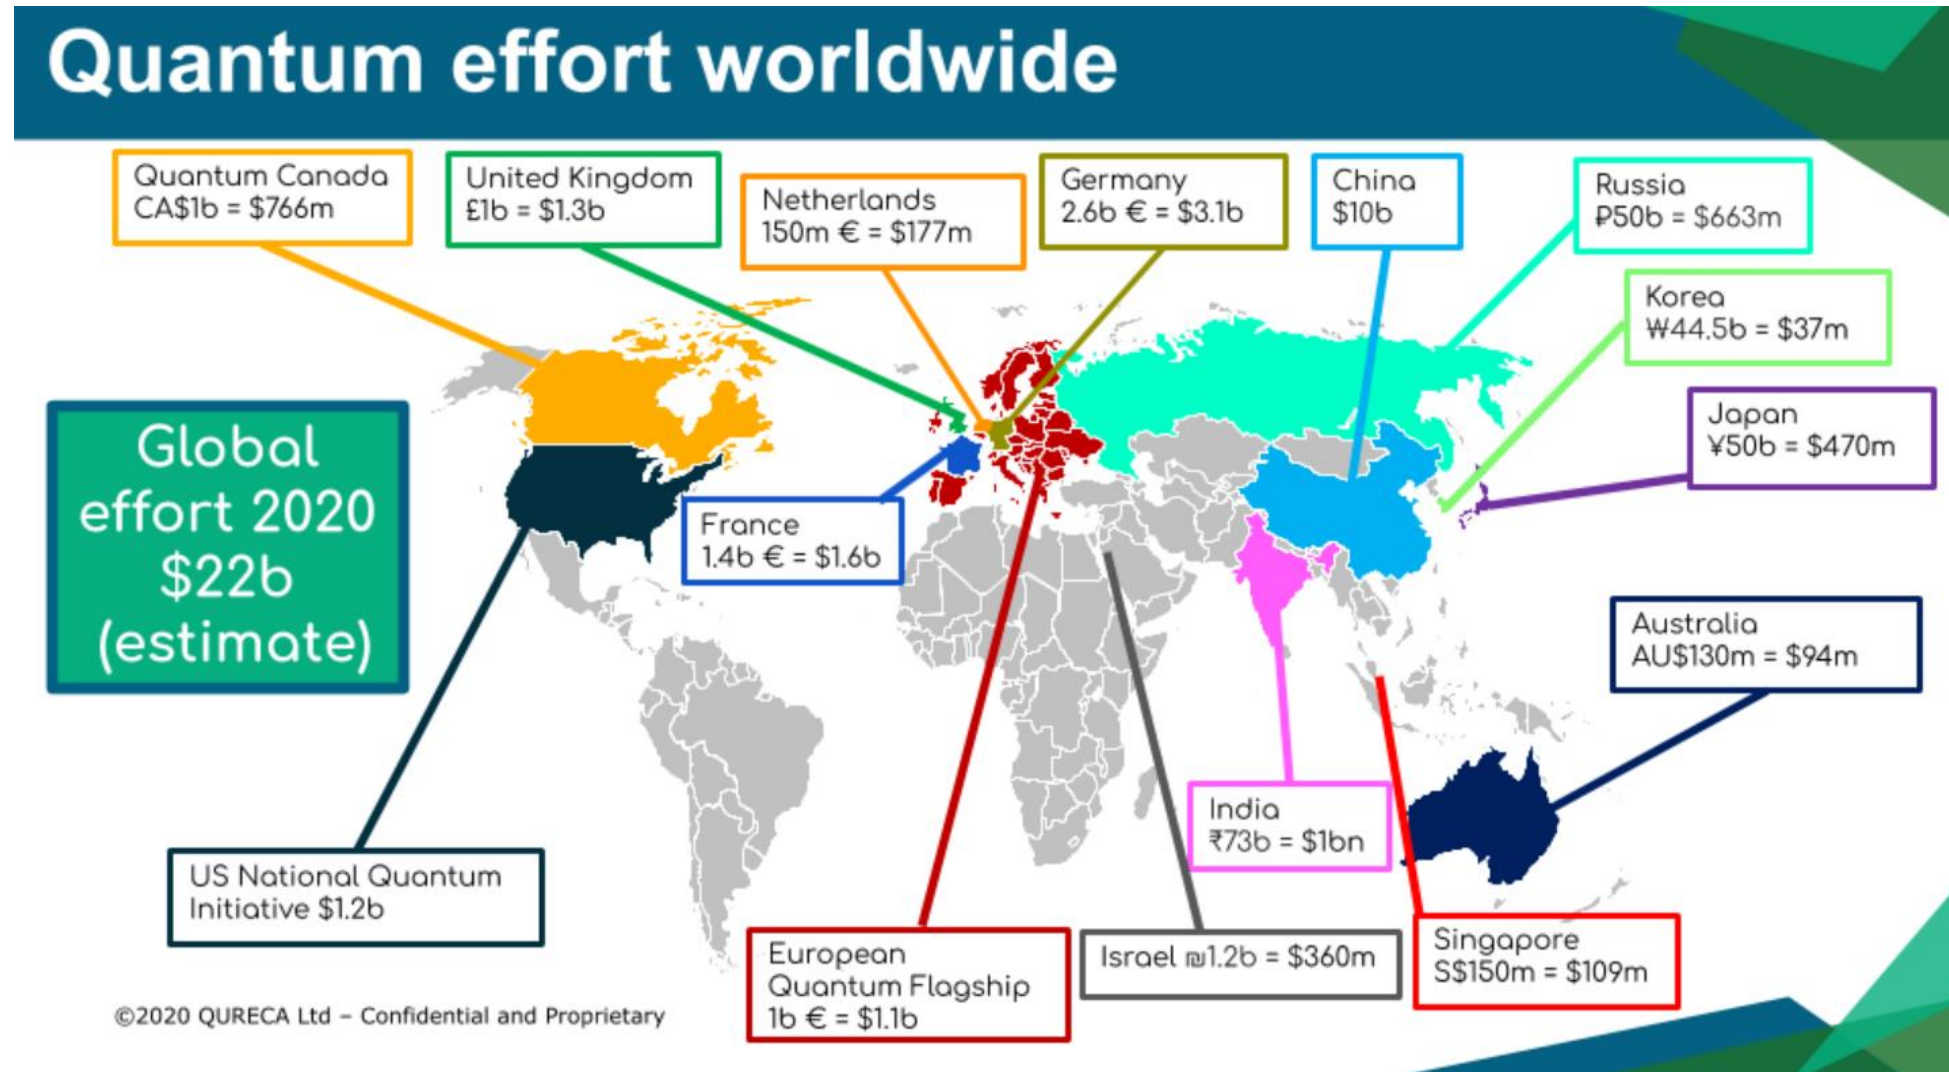 Quantum effort worldwide
Quantum Canada
CA$1b = $766m
United Kingdom
£1b = $1.3b
Netherlands
150m € = $177m
Germany
2.6b € = $3.1b
China
$10b
Russia
₽50b = $663m
Korea
₩44.5b = $37m
Japan
¥50b = $470m
Global
effort 2020
$22b
(estimate)
France
1.4b € = $1.6b
Australia
AU$130m = $94m
India
₹73b = $1bn
US National Quantum
Initiative $1.2b
European
Quantum Flagship
1b € = $1.1b
Israel ₪1.2b = $360m
Singapore
S$150m = $109m
©2020 QURECA Ltd – Confidential and Proprietary